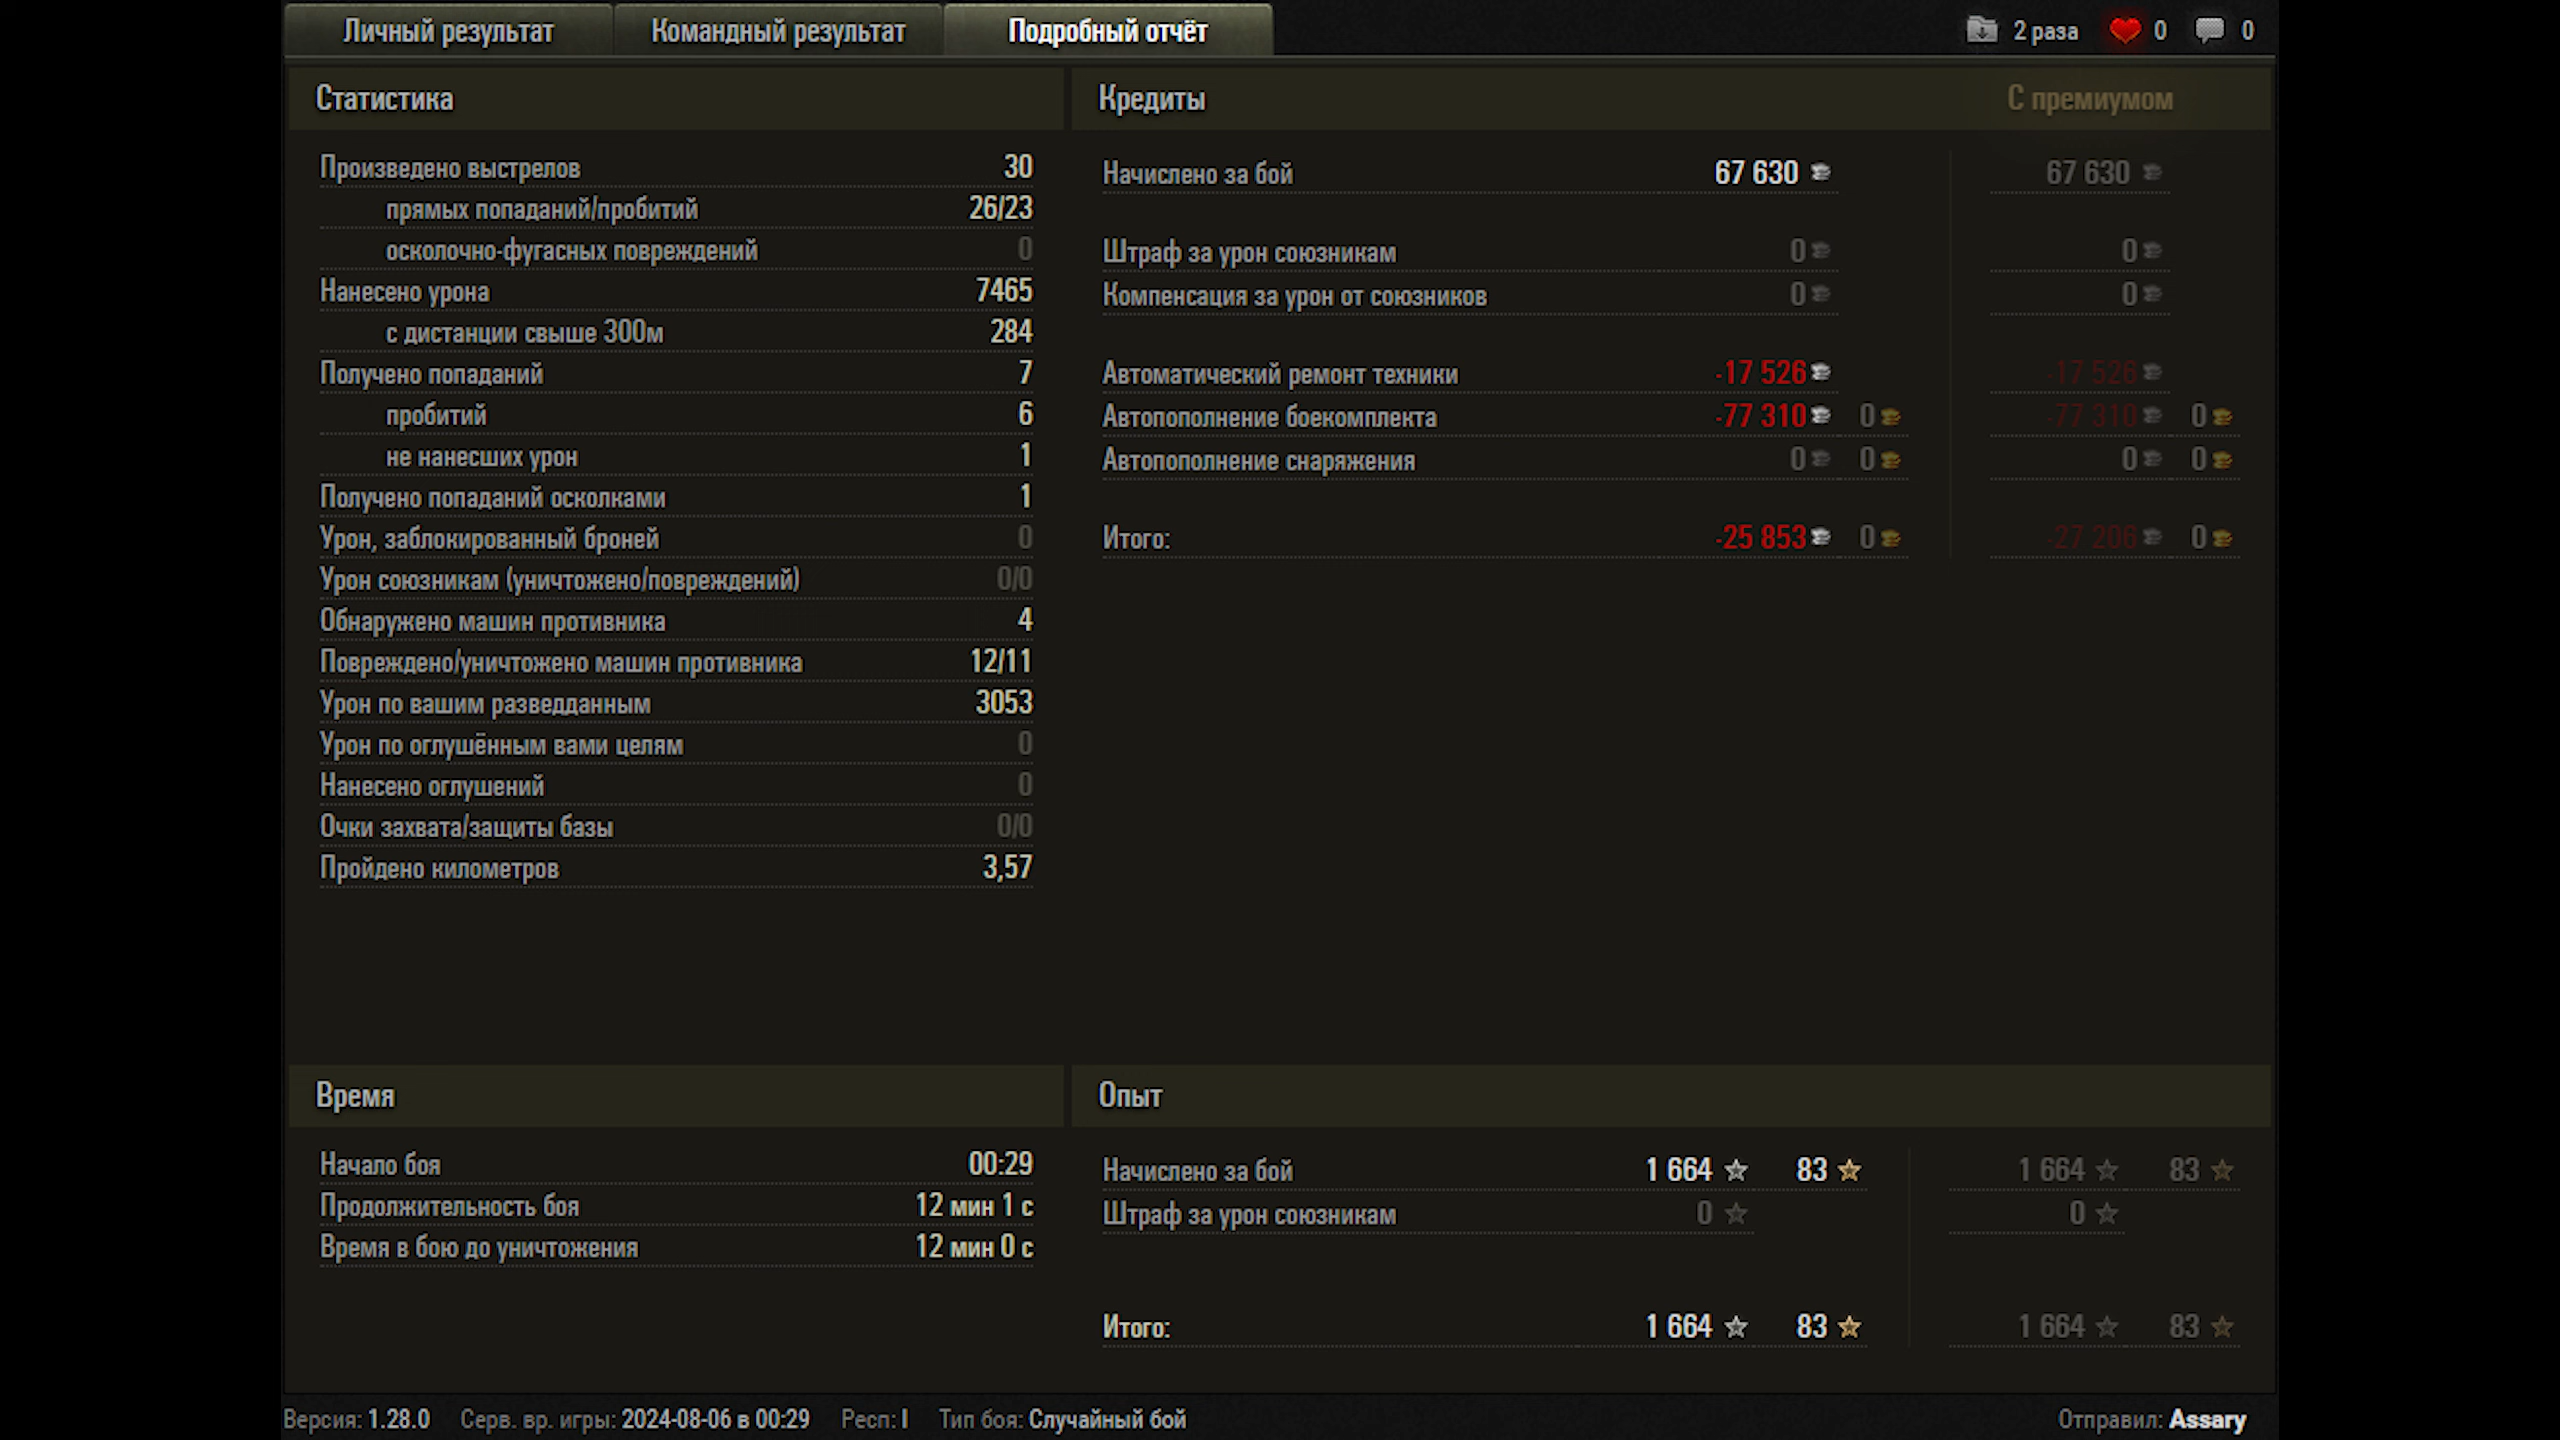 Личный результат Командный результат Подробный отчёт 2 раза 0 0
Статистика
Произведено выстрелов 30
прямых попаданий/пробитий 26/23
осколочно-фугасных повреждений 0
Нанесено урона 7465
с дистанции свыше 300м 284
Получено попаданий 7
пробитий 6
не нанесших урон 1
Получено попаданий осколками 1
Урон, заблокированный броней 0
Урон союзникам (уничтожено/повреждений) 0/0
Обнаружено машин противника 4
Повреждено/уничтожено машин противника 12/11
Урон по вашим разведданным 3053
Урон по оглушённым вами целям 0
Нанесено оглушений 0
Очки захвата/защиты базы 0/0
Пройдено километров 3,57
Кредиты С премиумом
Начислено за бой 67 630 67 630
Штраф за урон союзникам 0 0
Компенсация за урон от союзников 0 0
Автоматический ремонт техники -17 526 -17 526
Автопополнение боекомплекта -77 310 0 -77 310 0
Автопополнение снаряжения 0 0 0 0
Итого: -25 853 0 -27 206 0
Время
Начало боя 00:29
Продолжительность боя 12 мин 1 с
Время в бою до уничтожения 12 мин 0 с
Опыт
Начислено за бой 1 664 83 1 664 83
Штраф за урон союзникам 0 0
Итого: 1 664 83 1 664 83
Версия: 1.28.0 Серв. вр. игры: 2024-08-06 в 00:29 Респ: I Тип боя: Случайный бой Отправил: Assary